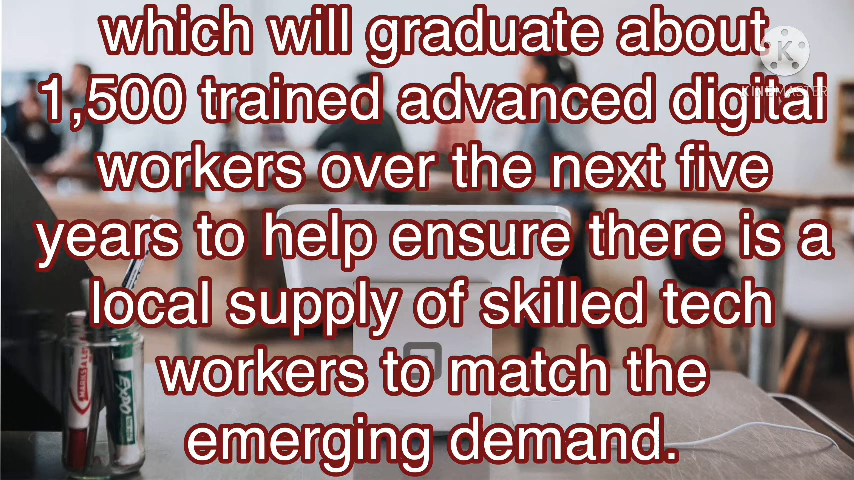 which will graduate about
1,500 trained advanced digital
workers over the next five
years to help ensure there is a
local supply of skilled tech
workers to match the
emerging demand.
K
KINEMASTER
EXPO